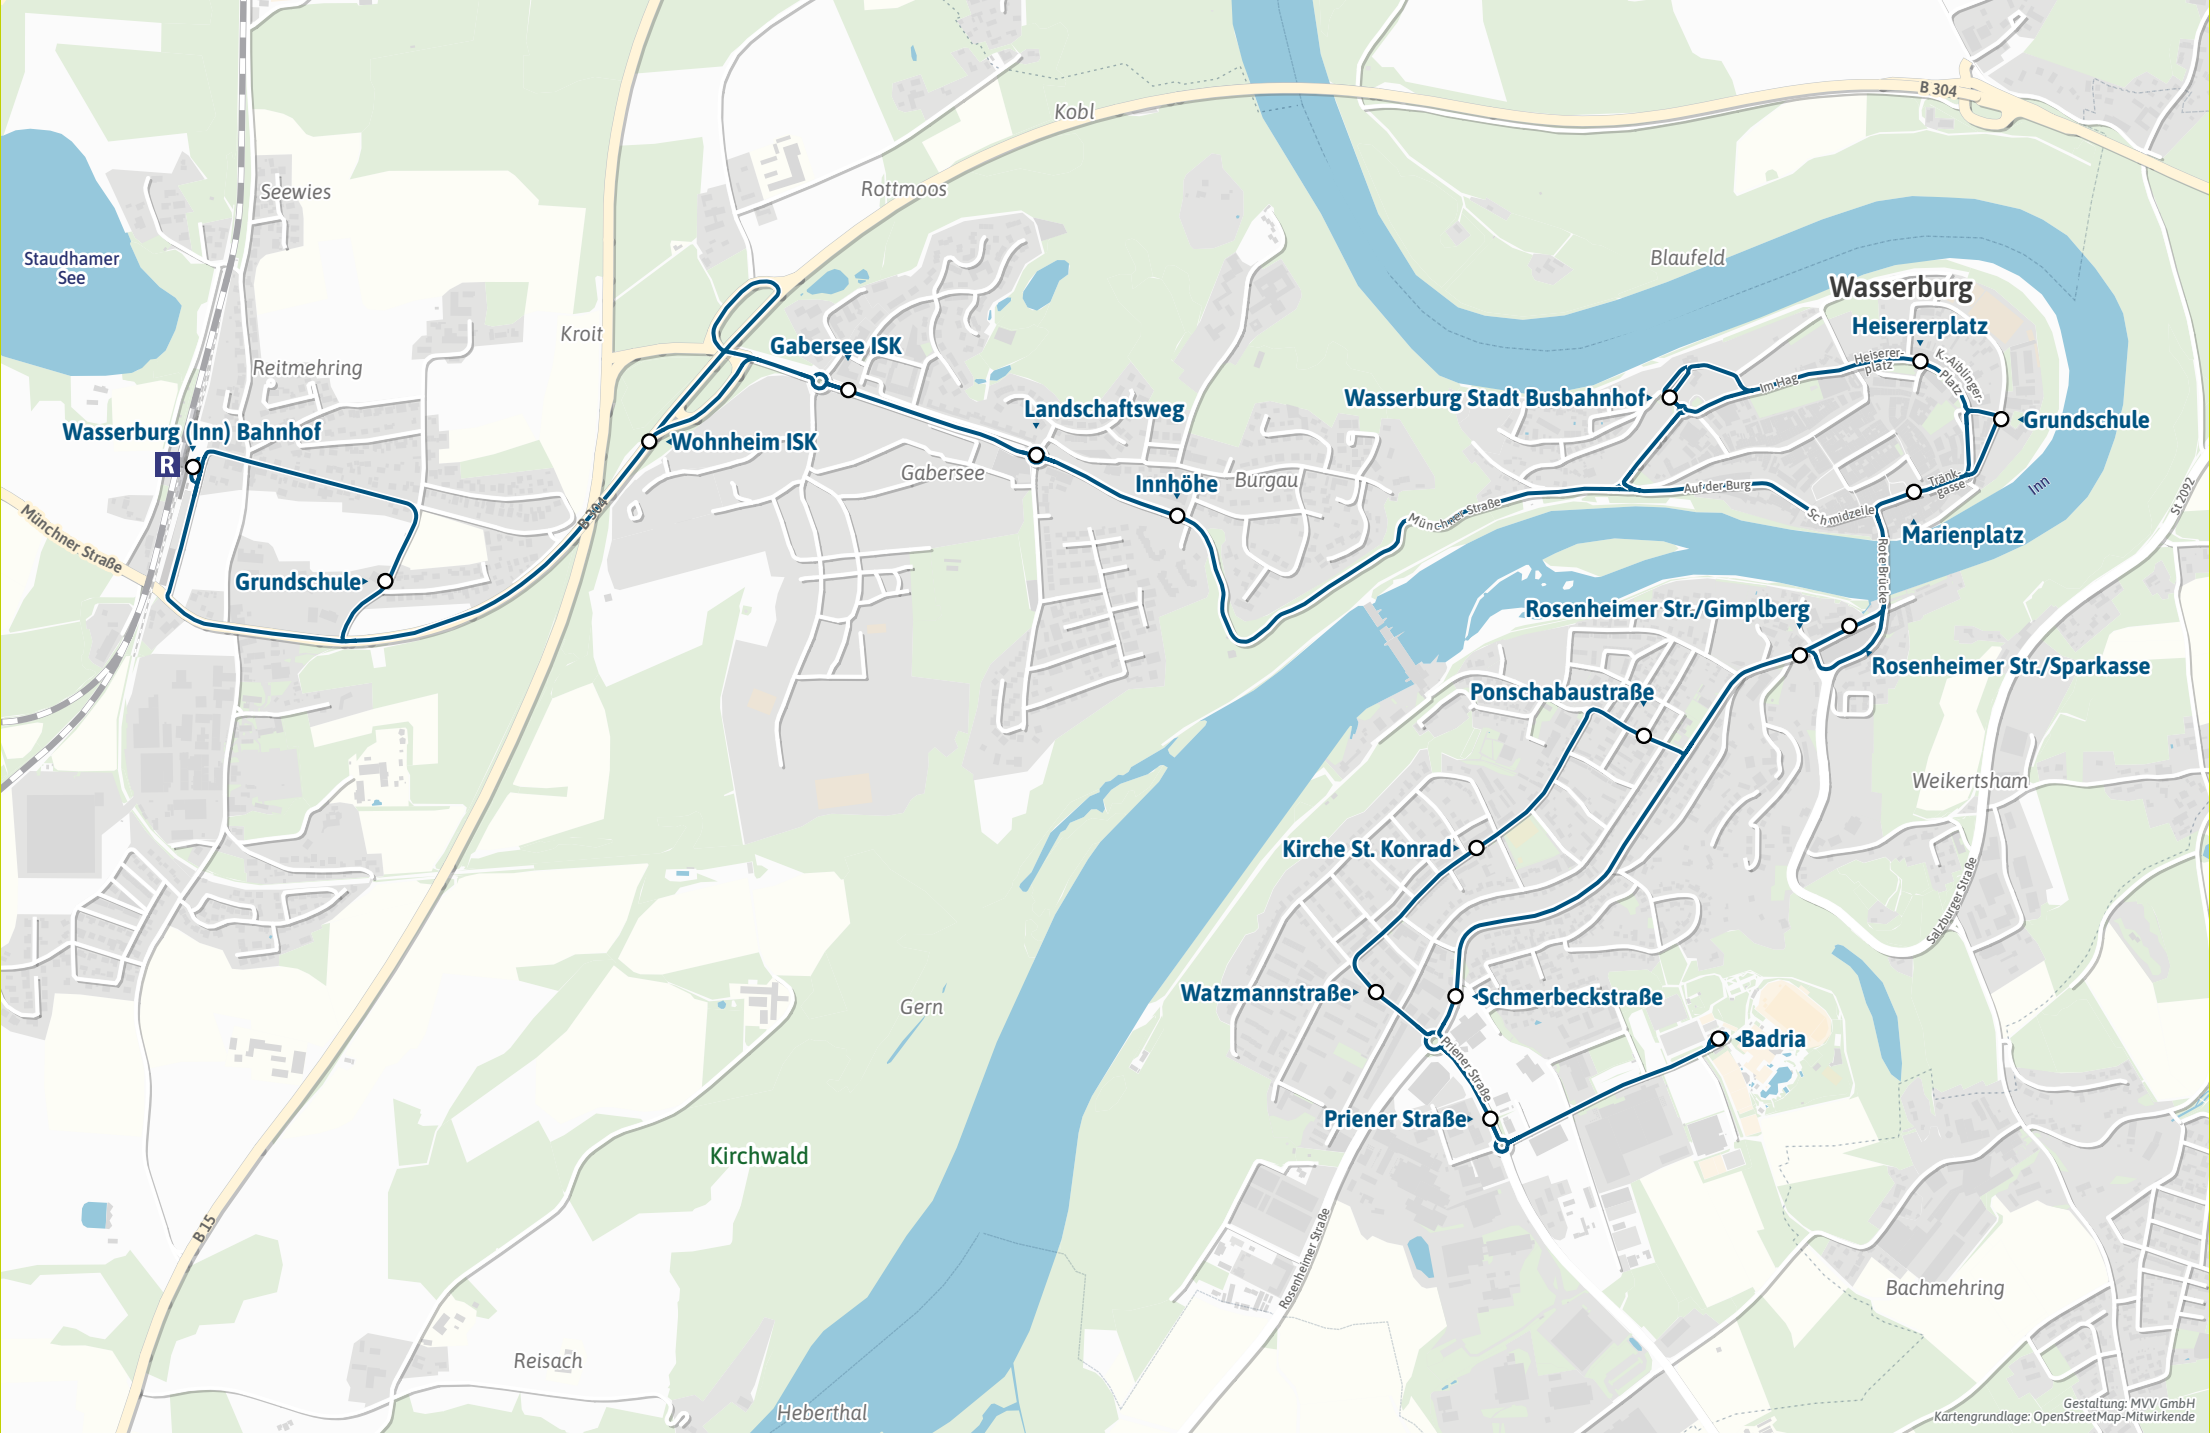 B 304
Kobl
Seewies
Rottmoos
Staudhamer
See
Blaufeld
Wasserburg
Kroit
Heisererplatz
Gabersee ISK
Reitmehring
Heiserer-
platz
K.-Aiblinger-
Platz
Im Hag
Wasserburg Stadt Busbahnhof
Landschaftsweg
Grundschule
Wasserburg (Inn) Bahnhof
R
Wohnheim ISK
Gabersee
Burgau
Innhöhe
Auf der Burg
Tränk-
gasse
Inn
St 2092
Münchner Straße
B 304
Münchner Straße
Schmidzeile
Marienplatz
Rote Brücke
Grundschule
Rosenheimer Str./Gimplberg
Rosenheimer Str./Sparkasse
Ponschabaustraße
Weikertsham
Kirche St. Konrad
Salzburger Straße
Watzmannstraße
Schmerbeckstraße
Gern
Badria
Priener Straße
Priener Straße
Kirchwald
B 15
Rosenheimer Straße
Bachmehring
Reisach
Heberthal
Gestaltung: MVV GmbH
Kartengrundlage: OpenStreetMap-Mitwirkende